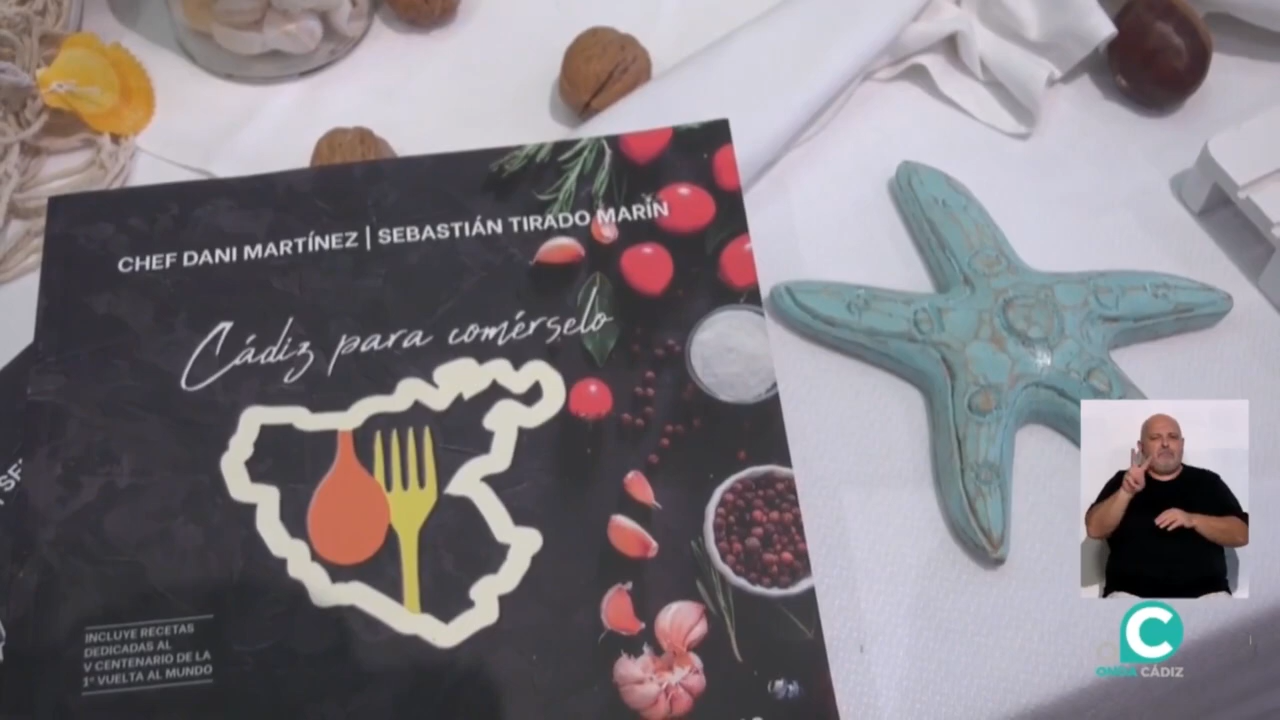 CHEF DANI MARTÍNEZ | SEBASTIÁN TIRADO MARÍN
Cádiz para comérselo
INCLUYE RECETAS
DEDICADAS AL
V CENTENARIO DE LA
1ª VUELTA AL MUNDO
C
ONDA CÁDIZ